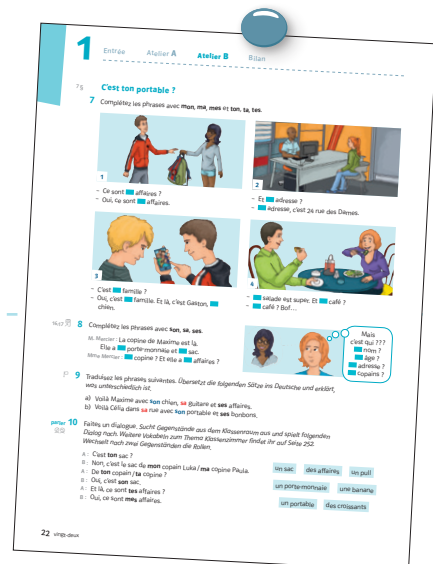 1
Entrée Atelier A Atelier B Bilan
C'est ton portable ?
7 Complétez les phrases avec mon, ma, mes et ton, ta, tes.
1
2
– Ce sont affaires ?
– Oui, ce sont affaires.
– Et adresse ?
– adresse, c'est 24 rue des Dames.
3
4
– C'est famille ?
– Oui, c'est famille. Et là, c'est Gaston,
chien.
– salade est super. Et café ?
– café ? Bof…
8 Complétez les phrases avec son, sa, ses.
M. Mercier : La copine de Maxime est là.
Elle a porte-monnaie et sac.
Mme Mercier : copine ? Et elle a affaires ?
Mais
c'est qui ???
nom ?
âge ?
adresse ?
copains ?
9 Traduisez les phrases suivantes. Übersetzt die folgenden Sätze ins Deutsche und erklärt,
was unterschiedlich ist.
a) Voilà Maxime avec son chien, sa guitare et ses affaires.
b) Voilà Célia dans sa rue avec son portable et ses bonbons.
parler 10 Faites un dialogue. Sucht Gegenstände aus dem Klassenraum aus und spielt folgenden
Dialog nach. Weitere Vokabeln zum Thema Klassenzimmer findet ihr auf Seite 252.
Wechselt nach zwei Gegenständen die Rollen.
A : C'est ton sac ?
B : Non, c'est le sac de mon copain Luka / ma copine Paula.
A : De ton copain / ta copine ?
B : Oui, c'est son sac.
A : Et là, ce sont tes affaires ?
B : Oui, ce sont mes affaires.
un sac des affaires un pull
un porte-monnaie une banane
un portable des croissants
22 vingt-deux